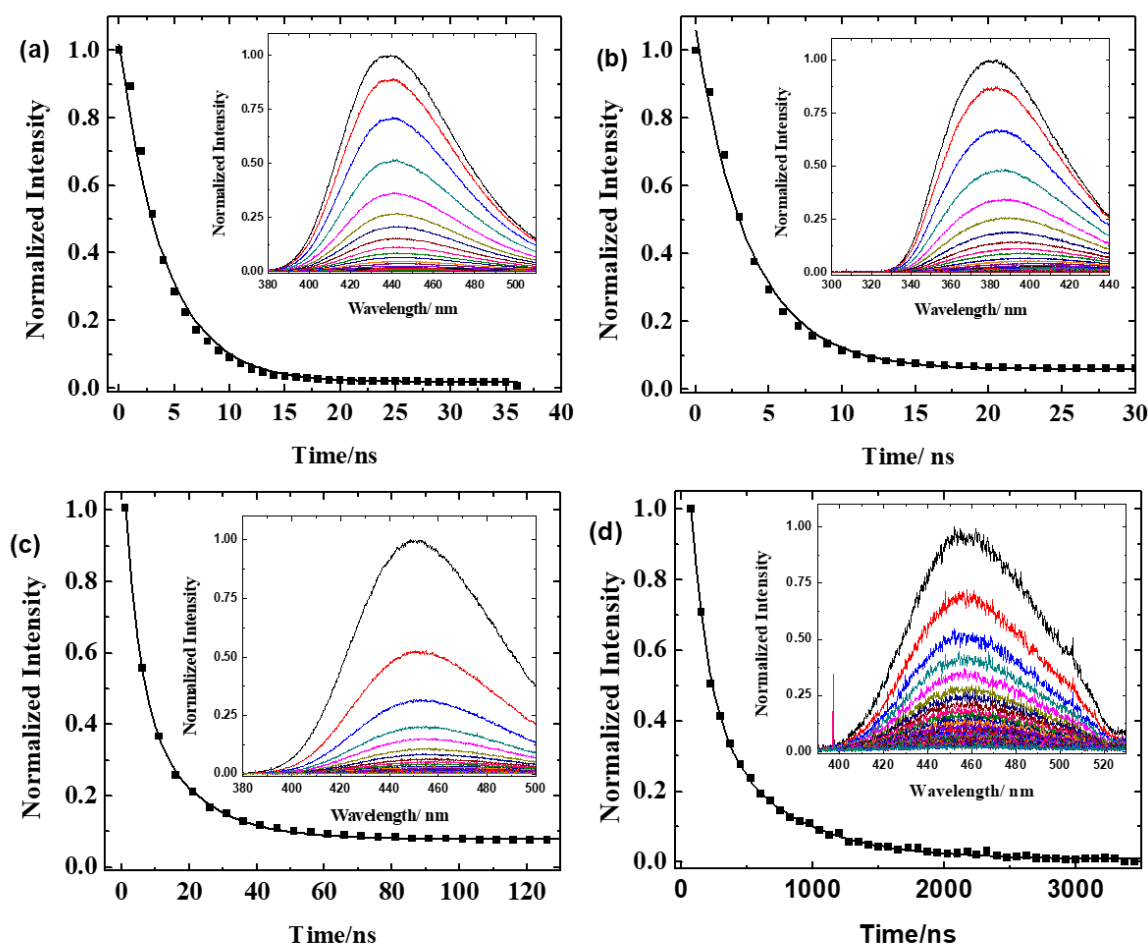 (a)
Normalized Intensity
1.0
0.8
0.6
0.4
0.2
0.0
0 5 10 15 20 25 30 35 40
Time/ns
Normalized Intensity
1.00
0.75
0.50
0.25
0.00
380 400 420 440 460 480 500
Wavelength/ nm
(b)
Normalized Intensity
1.0
0.8
0.6
0.4
0.2
0.0
0 5 10 15 20 25 30
Time/ ns
Normalized Intensity
1.00
0.75
0.50
0.25
0.00
300 320 340 360 380 400 420 440
Wavelength/ nm
(c)
Normalized Intensity
1.0
0.8
0.6
0.4
0.2
0.0
0 20 40 60 80 100 120
Time/ns
Normalized Intensity
1.00
0.75
0.50
0.25
0.00
380 400 420 440 460 480 500
Wavelength/ nm
(d)
Normalized Intensity
1.0
0.8
0.6
0.4
0.2
0.0
0 1000 2000 3000
Time/ns
Normalized Intensity
1.00
0.75
0.50
0.25
0.00
400 420 440 460 480 500 520
Wavelength/ nm